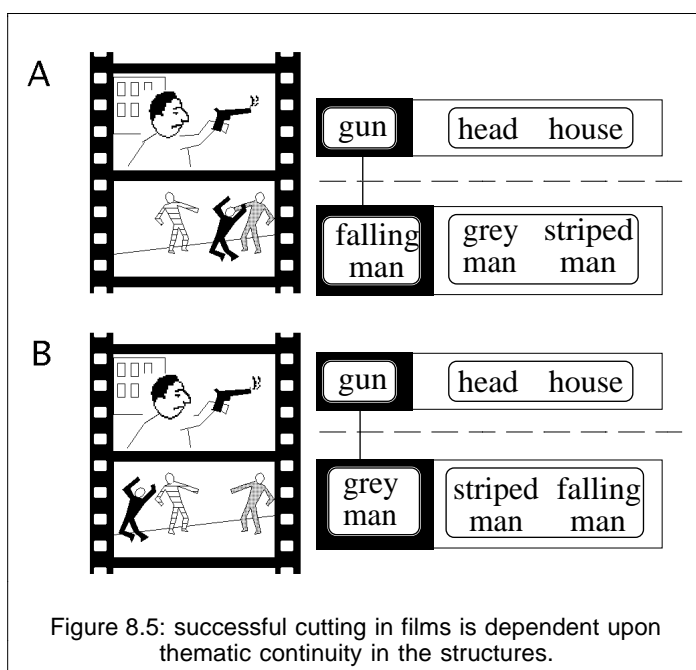 A
gun
head house
falling
man
grey striped
man man
B
gun
head house
grey
man
striped falling
man man
Figure 8.5: successful cutting in films is dependent upon
thematic continuity in the structures.